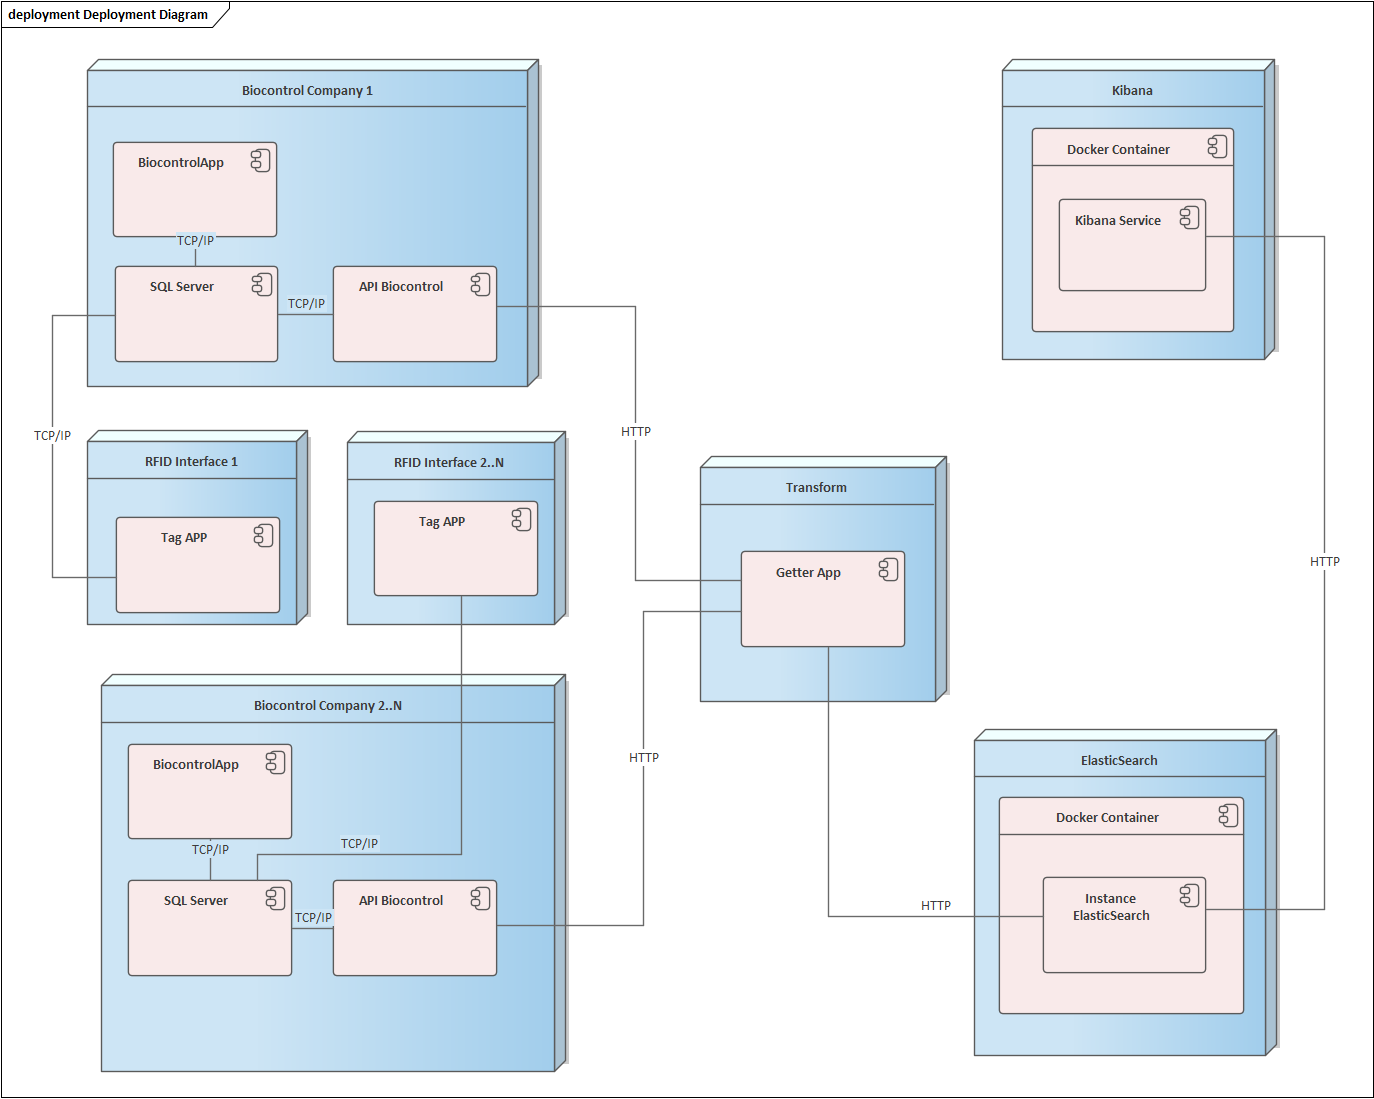 deployment Deployment Diagram
Biocontrol Company 1
BiocontrolApp
TCP/IP
SQL Server
TCP/IP
API Biocontrol
TCP/IP
RFID Interface 1
Tag APP
RFID Interface 2..N
Tag APP
HTTP
Biocontrol Company 2..N
BiocontrolApp
TCP/IP
TCP/IP
SQL Server
TCP/IP
API Biocontrol
HTTP
Transform
Getter App
HTTP
Kibana
Docker Container
Kibana Service
HTTP
ElasticSearch
Docker Container
Instance
ElasticSearch